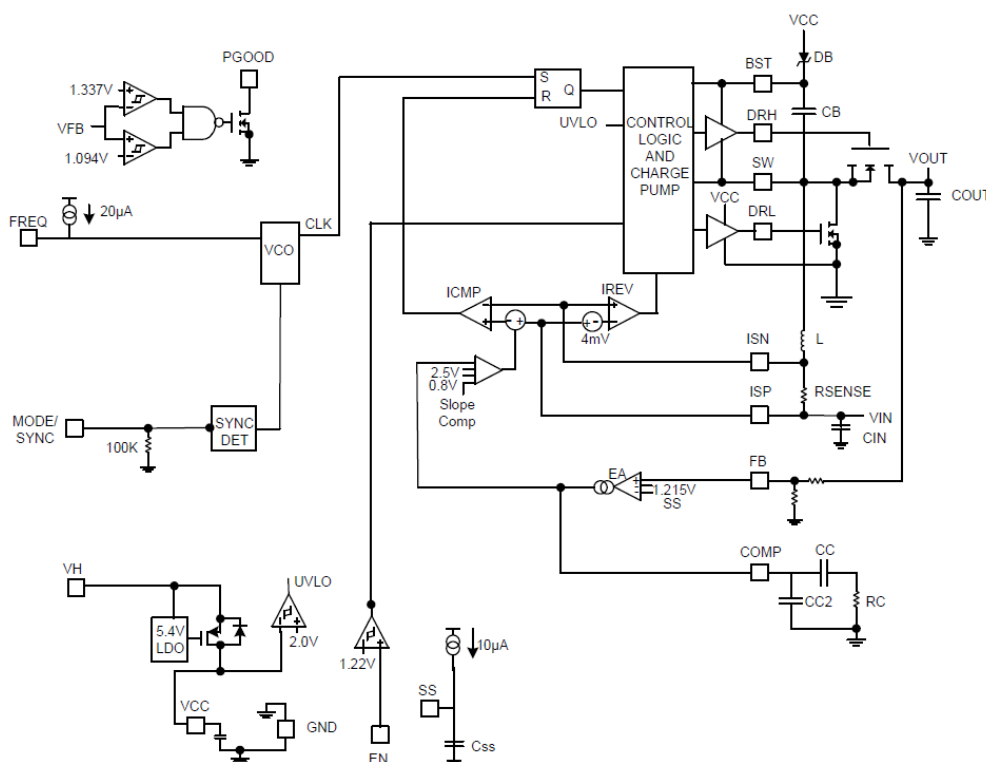 VCC
PGOOD
BST
DB
1.337V
S
Q
R
CB
DRH
VFB
UVLO
CONTROL
LOGIC
AND
CHARGE
PUMP
1.094V
SW
VOUT
20µA
VCC
COUT
FREQ
CLK
DRL
VCO
ICMP
IREV
4mV
ISN
L
2.5V
0.8V
RSENSE
Slope
Comp
ISP
VIN
MODE/
SYNC
SYNC
DET
CIN
100K
EA
FB
1.215V
SS
COMP
CC
VH
UVLO
CC2
RC
5.4V
LDO
2.0V
10µA
1.22V
SS
VCC
GND
Css
EN